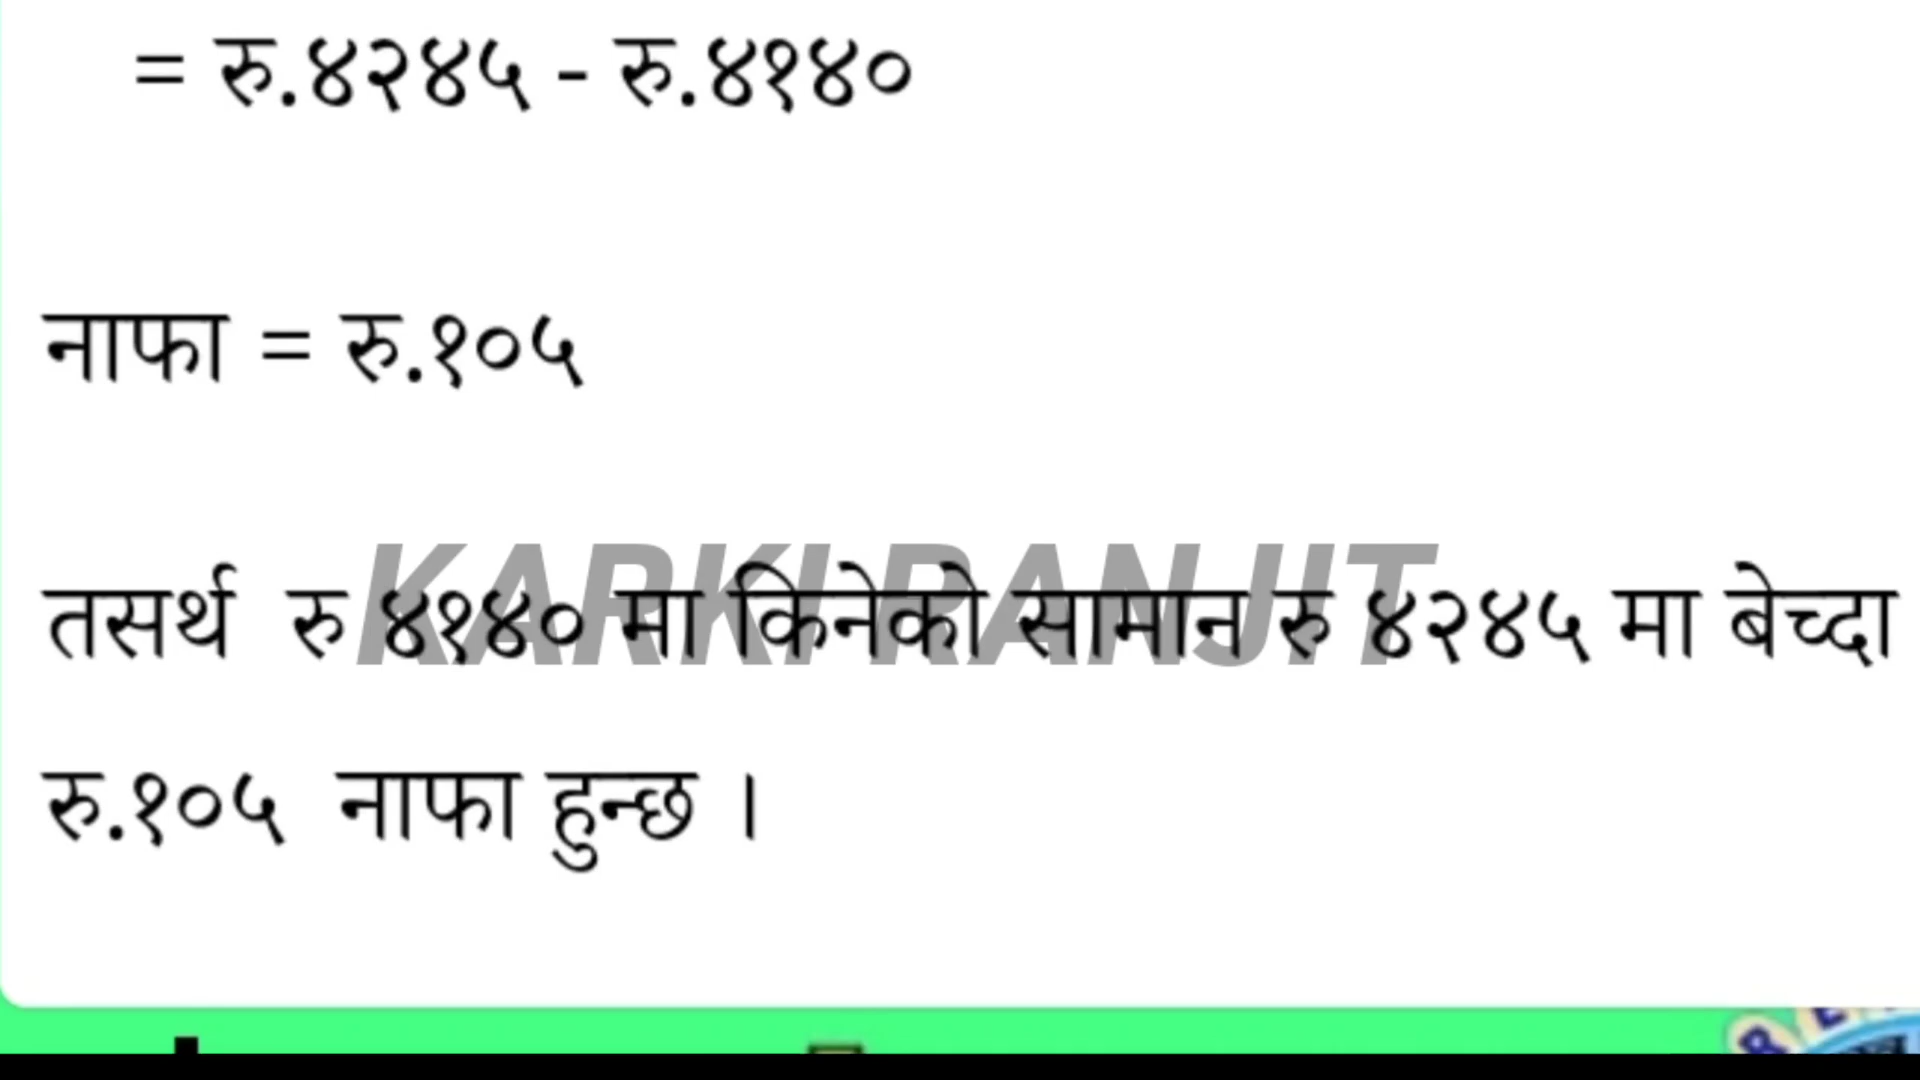 = रु.४२४५ - रु.४१४०
नाफा = रु.१०५
KARKI RANJIT
तसर्थ रु ४१४० मा किनेको सामान रु ४२४५ मा बेच्दा
रु.१०५ नाफा हुन्छ ।